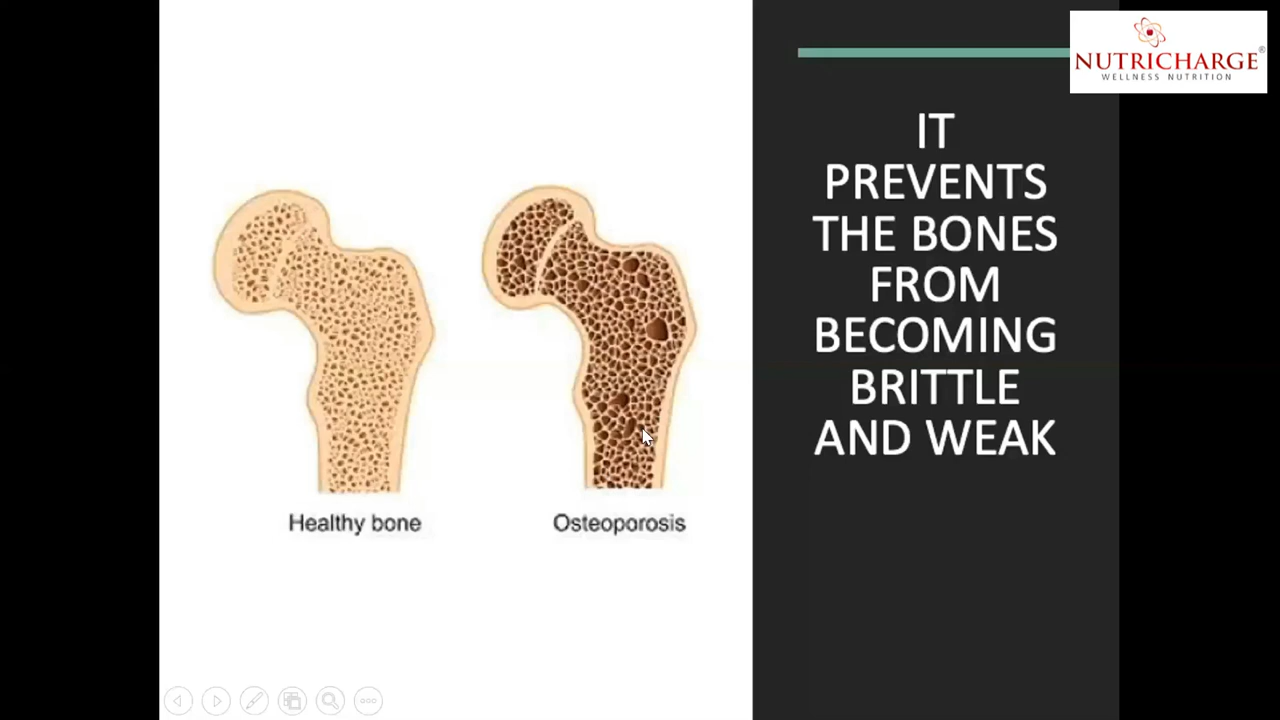 NUTRICHARGE®
WELLNESS NUTRITION
IT
PREVENTS
THE BONES
FROM
BECOMING
BRITTLE
AND WEAK
Healthy bone
Osteoporosis